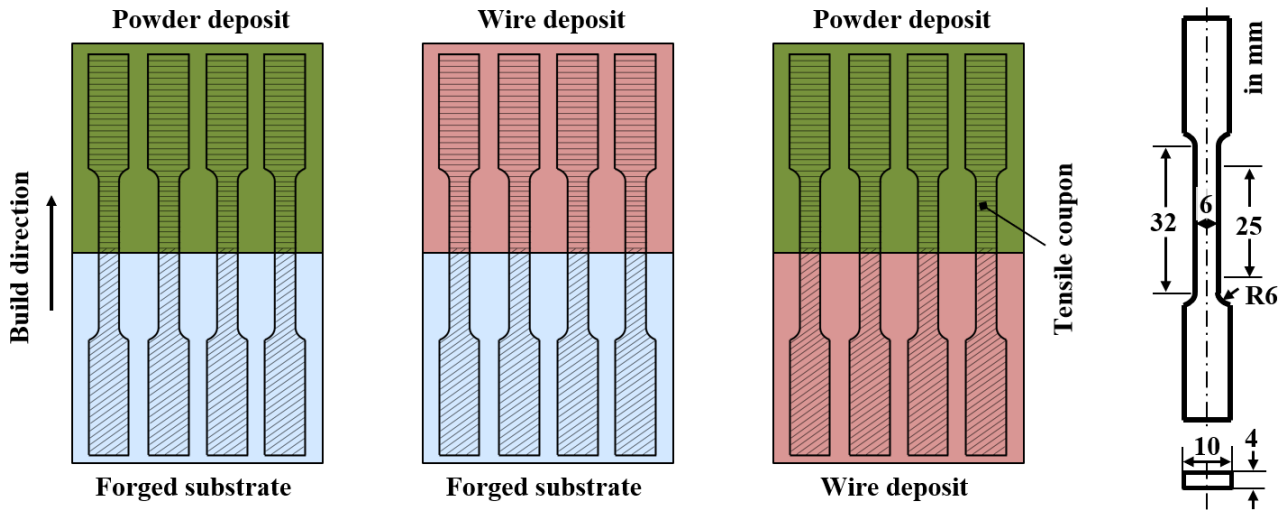 Powder deposit
Wire deposit
Powder deposit
Build direction
Tensile coupon
Forged substrate
Forged substrate
Wire deposit
in mm
32
6
25
R6
10
4